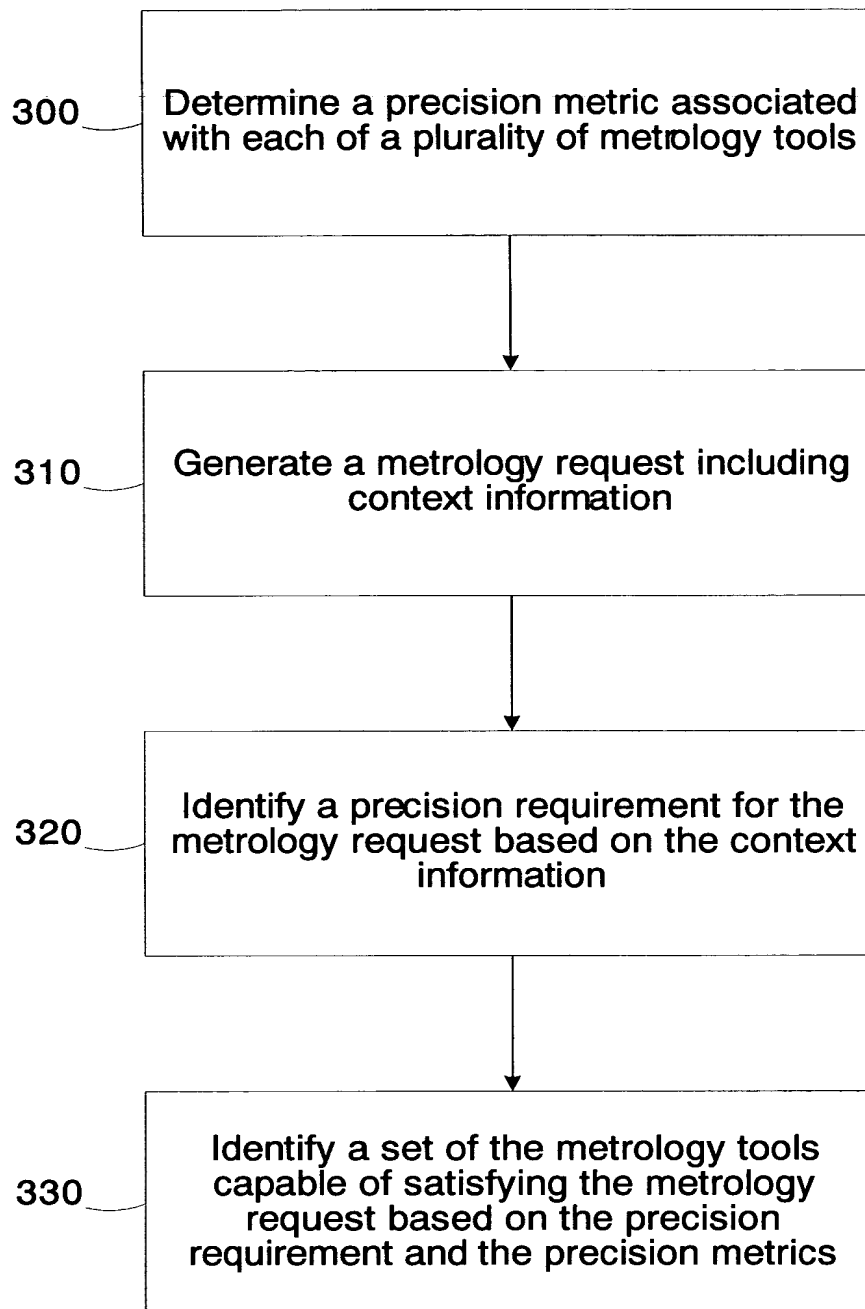 300
Determine a precision metric associated
with each of a plurality of metrology tools
310
Generate a metrology request including
context information
320
Identify a precision requirement for the
metrology request based on the context
information
330
Identify a set of the metrology tools
capable of satisfying the metrology
request based on the precision
requirement and the precision metrics